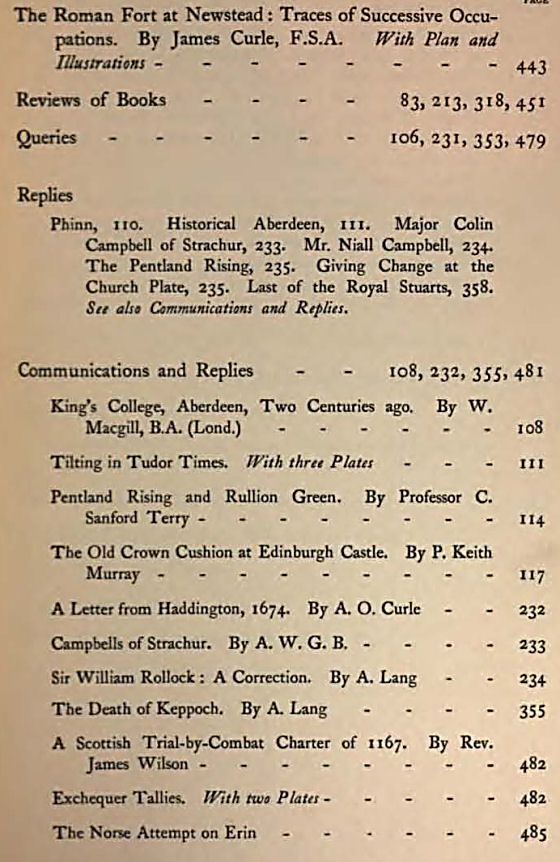 PAGE
The Roman Fort at Newstead: Traces of Successive Occu-
pations. By James Curle, F.S.A. With Plan and
Illustrations - - - - - - - - 443
Reviews of Books - - - - 83, 213, 318, 451
Queries - - - - - 106, 231, 353, 479
Replies
Phinn, 110. Historical Aberdeen, 111. Major Colin
Campbell of Strachur, 233. Mr. Niall Campbell, 234.
The Pentland Rising, 235. Giving Change at the
Church Plate, 235. Last of the Royal Stuarts, 358.
See also Communications and Replies.
Communications and Replies - - 108, 232, 355, 481
King's College, Aberdeen, Two Centuries ago. By W.
Macgill, B.A. (Lond.) - - - - - - 108
Tilting in Tudor Times. With three Plates - - - 111
Pentland Rising and Rullion Green. By Professor C.
Sanford Terry - - - - - - - - 114
The Old Crown Cushion at Edinburgh Castle. By P. Keith
Murray - - - - - - - - - 117
A Letter from Haddington, 1674. By A. O. Curle - - 232
Campbells of Strachur. By A. W. G. B. - - - - 233
Sir William Rollock: A Correction. By A. Lang - - 234
The Death of Keppoch. By A. Lang - - - - 355
A Scottish Trial-by-Combat Charter of 1167. By Rev.
James Wilson - - - - - - - - 482
Exchequer Tallies. With two Plates - - - - - 482
The Norse Attempt on Erin - - - - - - 485